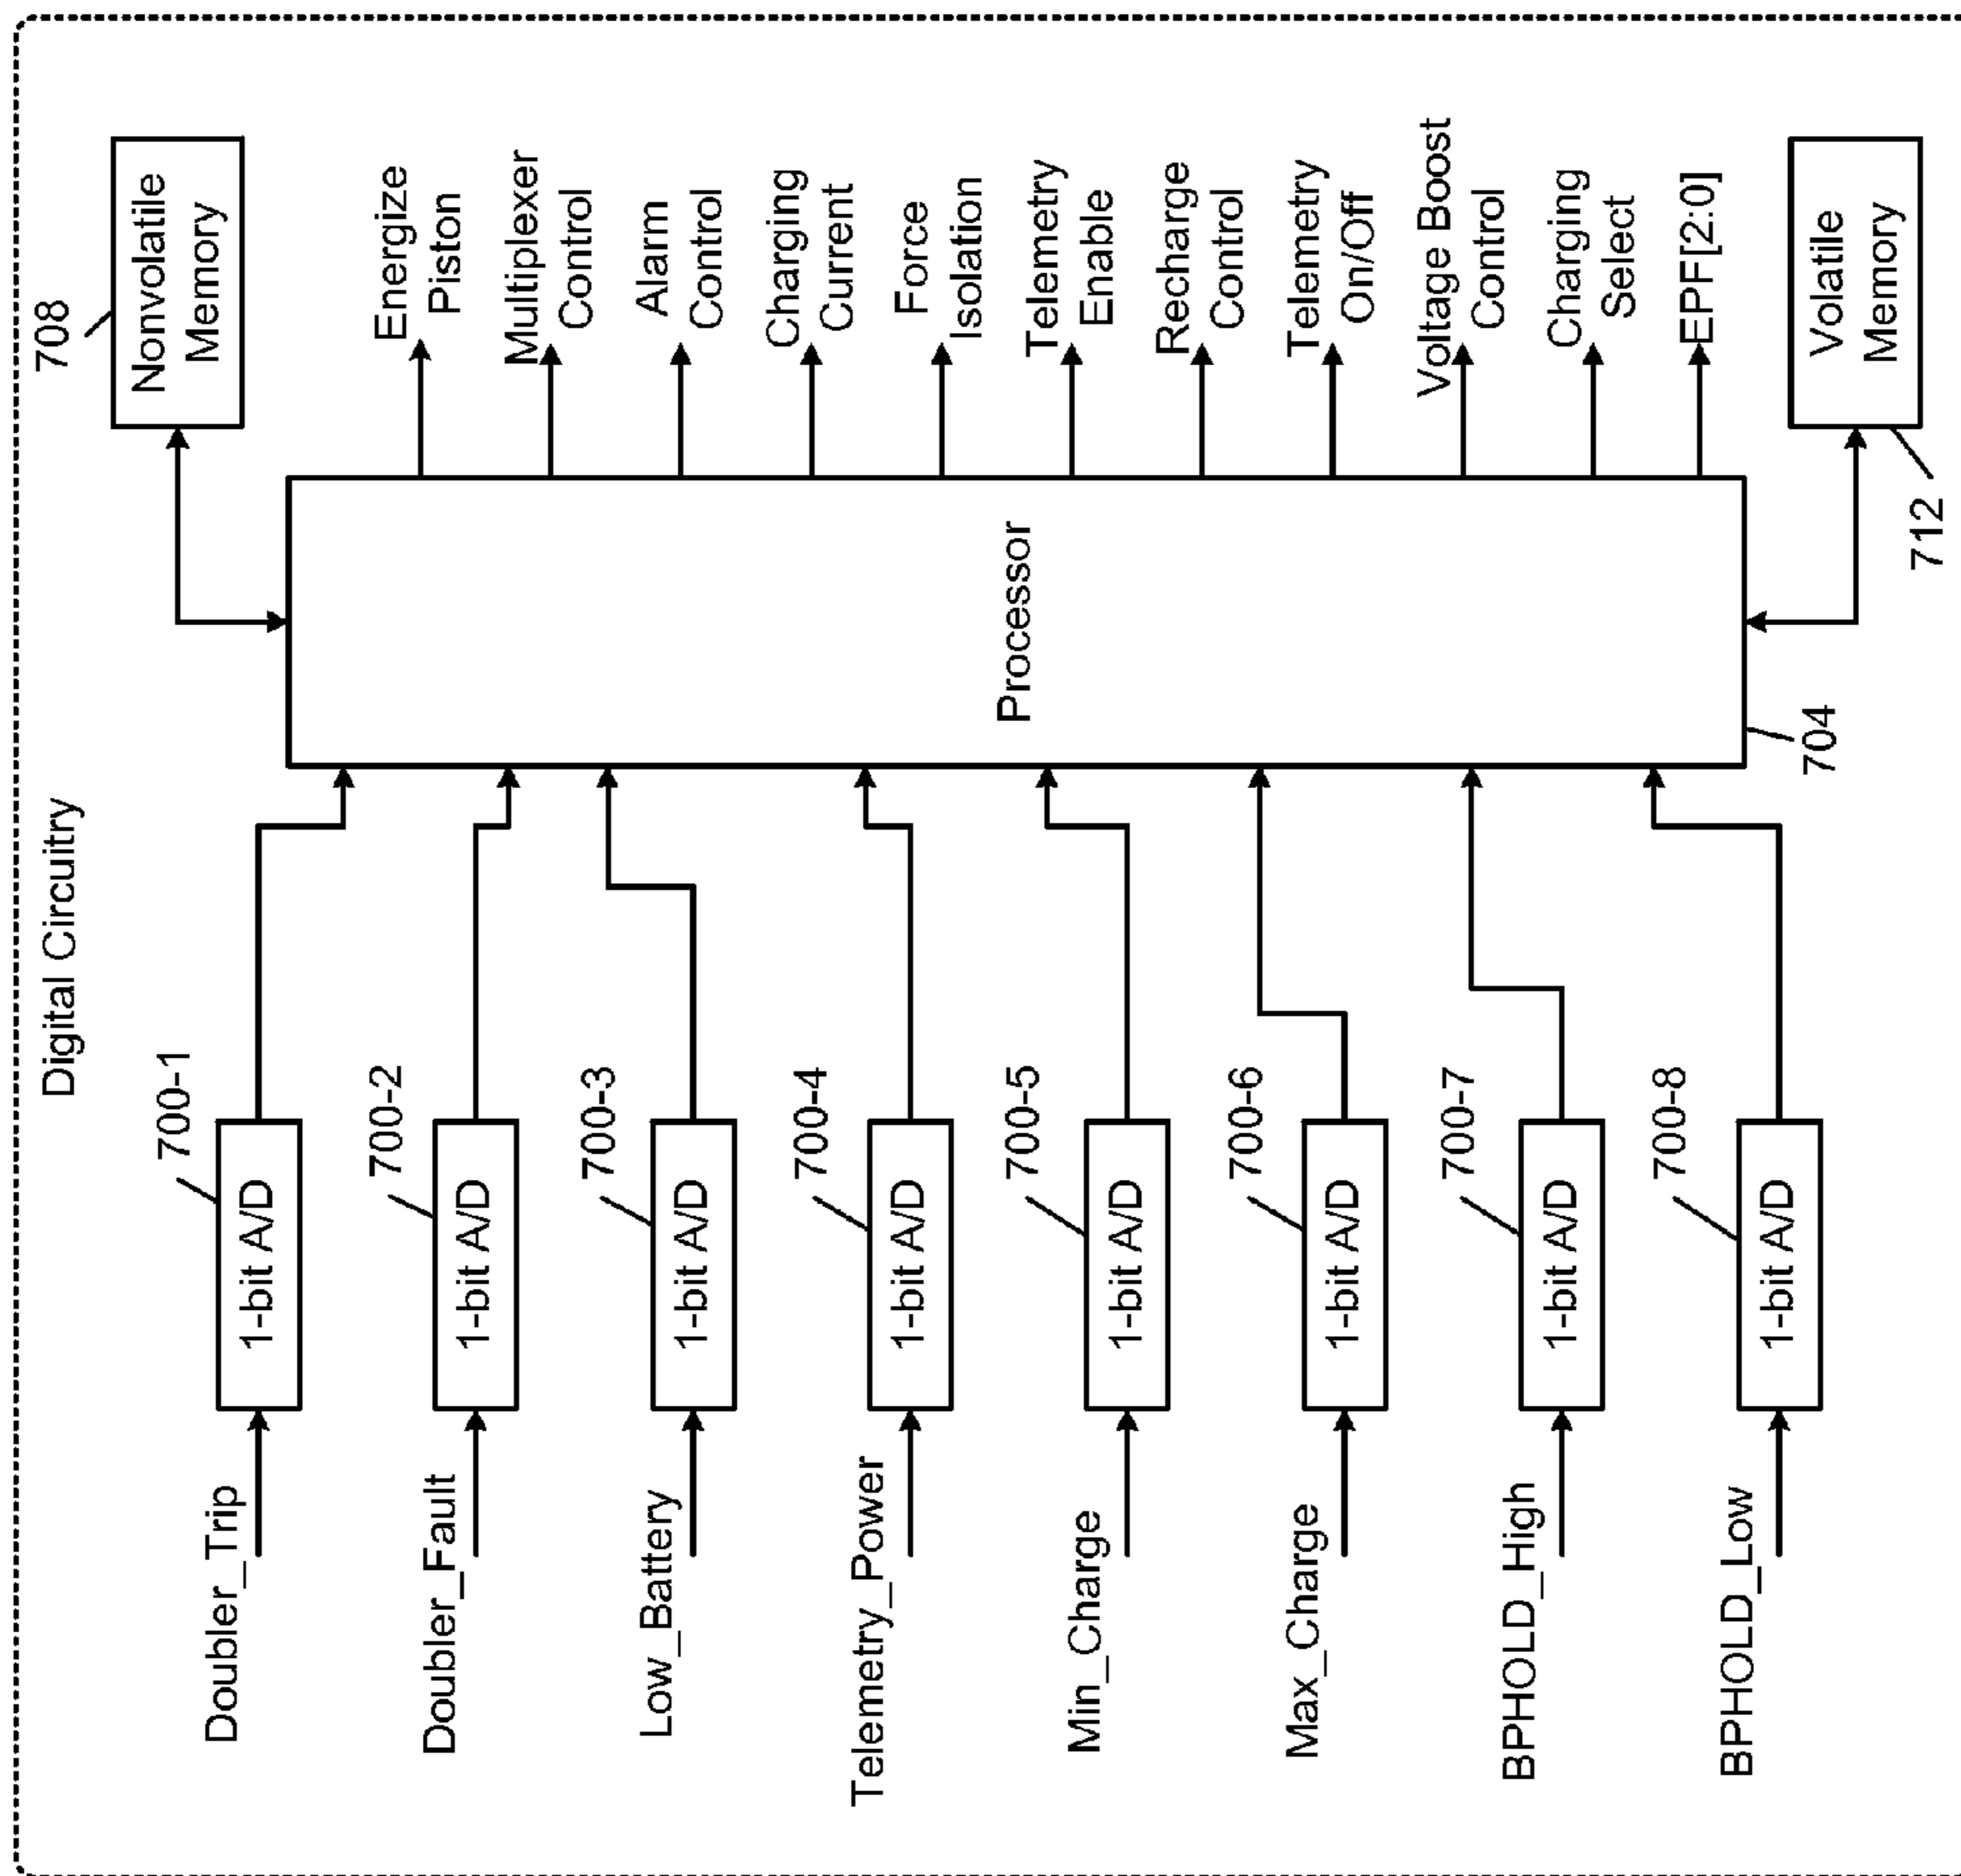 Digital Circuitry
Doubler_Trip
1-bit A/D
700-1
Doubler_Fault
1-bit A/D
700-2
Low_Battery
1-bit A/D
700-3
Telemetry_Power
1-bit A/D
700-4
Min_Charge
1-bit A/D
700-5
Max_Charge
1-bit A/D
700-6
BPHOLD_High
1-bit A/D
700-7
BPHOLD_Low
1-bit A/D
700-8
Processor
704
708
Nonvolatile
Memory
Energize
Piston
Multiplexer
Control
Alarm
Control
Charging
Current
Force
Isolation
Telemetry
Enable
Recharge
Control
Telemetry
On/Off
Voltage Boost
Control
Charging
Select
EPF[2:0]
Volatile
Memory
712